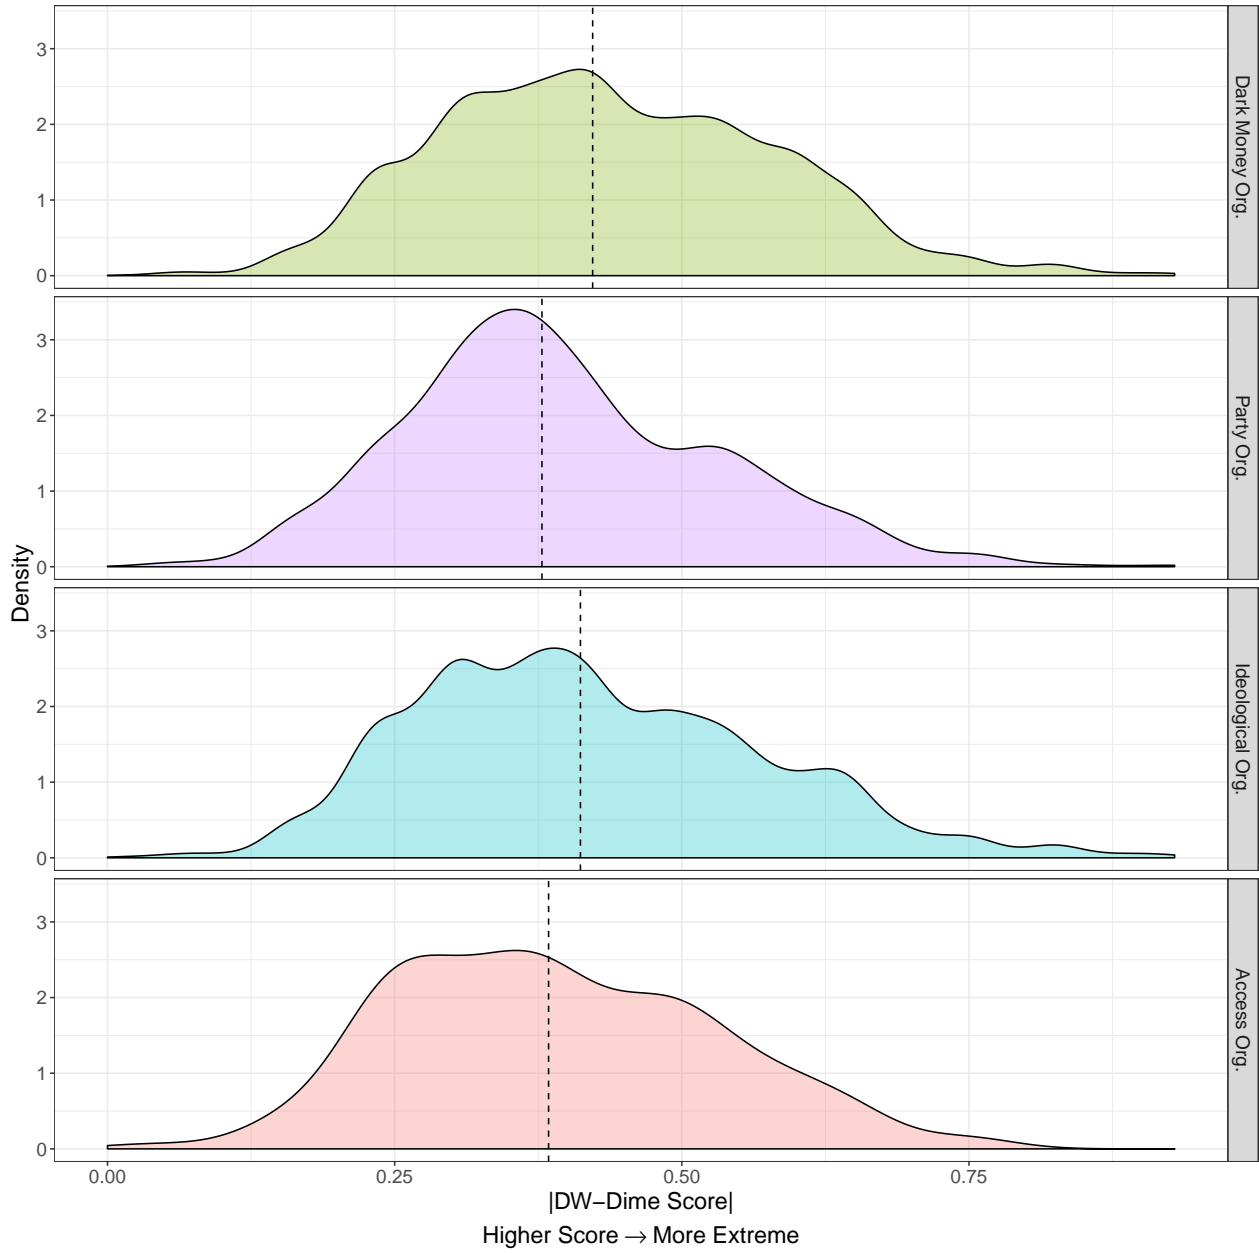 3
2
1
0
Dark Money Org.
3
2
1
0
Party Org.
Density
3
2
1
0
Ideological Org.
3
2
1
0
Access Org.
0.00 0.25 0.50 0.75
|DW−Dime Score|
Higher Score → More Extreme